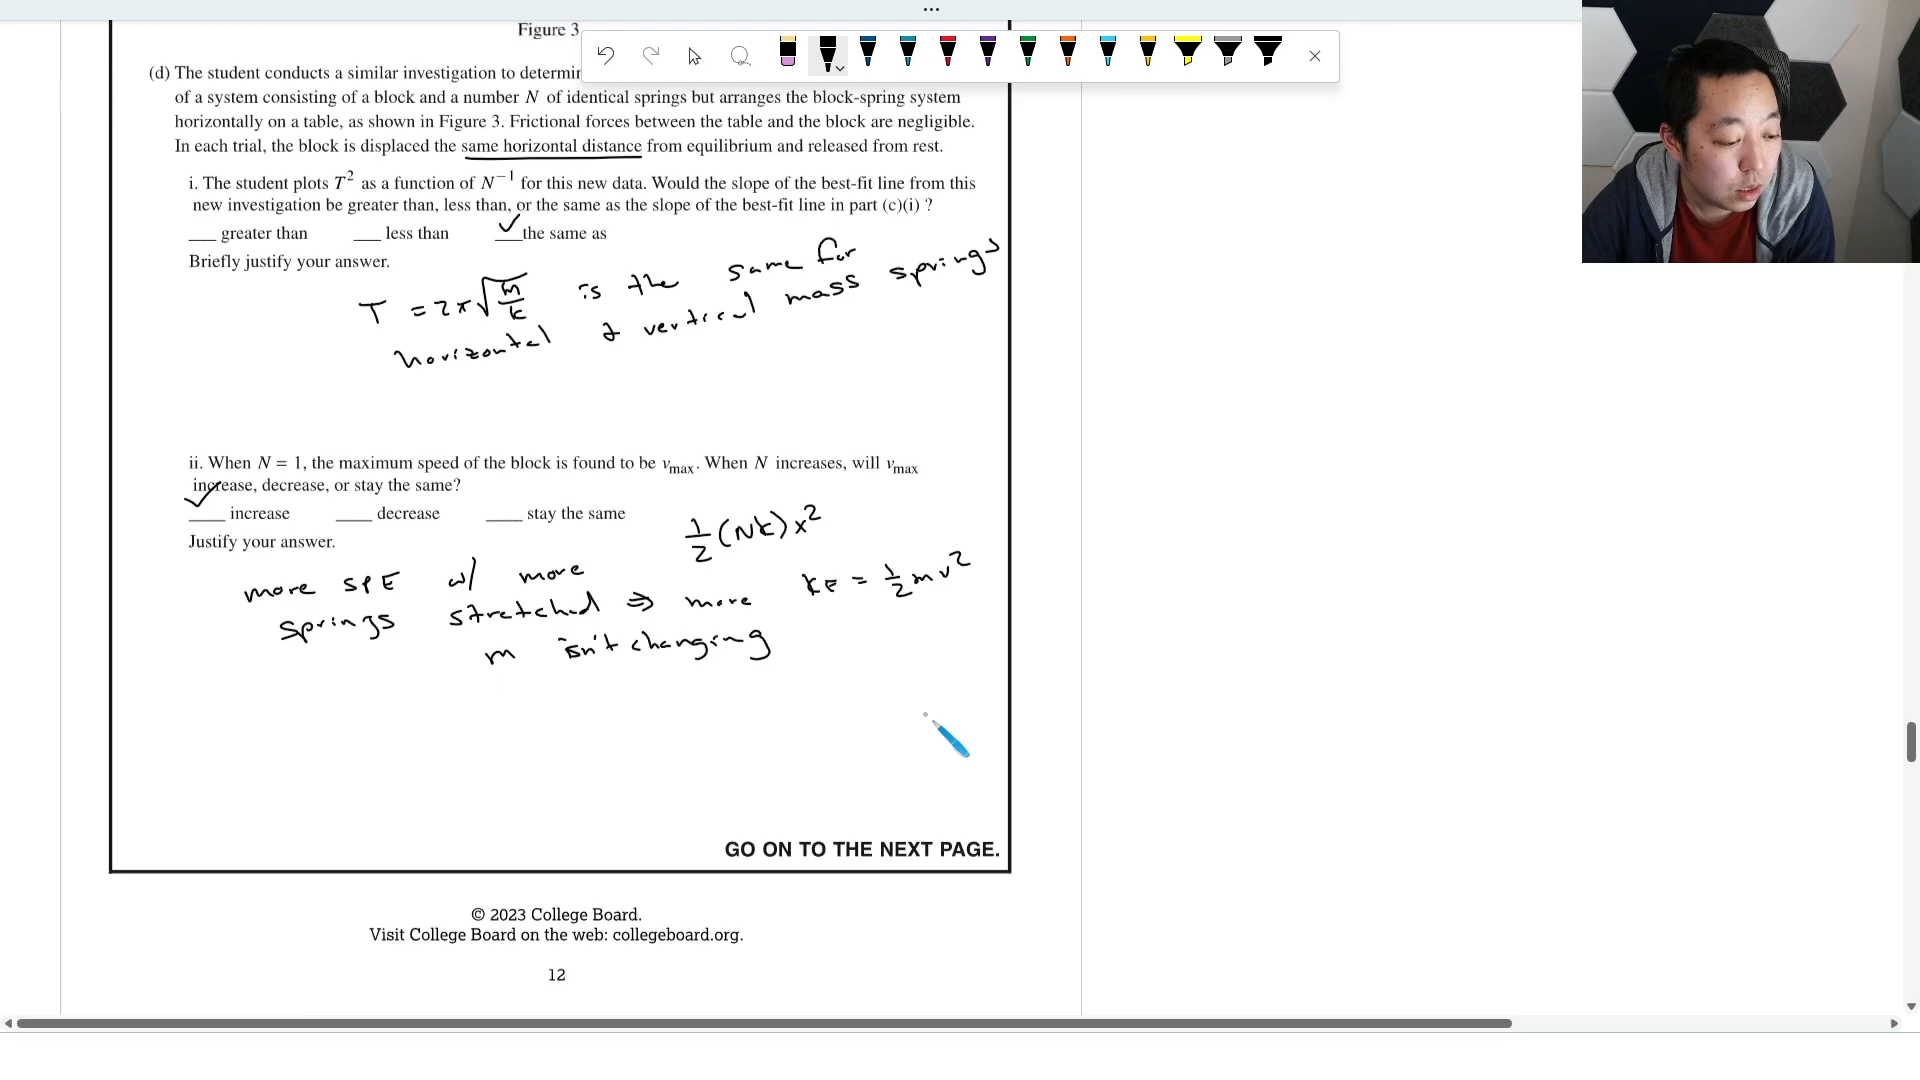 Figure 3
(d) The student conducts a similar investigation to determin
of a system consisting of a block and a number N of identical springs but arranges the block-spring system
horizontally on a table, as shown in Figure 3. Frictional forces between the table and the block are negligible.
In each trial, the block is displaced the same horizontal distance from equilibrium and released from rest.
i. The student plots T² as a function of N⁻¹ for this new data. Would the slope of the best-fit line from this
new investigation be greater than, less than, or the same as the slope of the best-fit line in part (c)(i) ?
___ greater than ___ less than ✓ the same as
Briefly justify your answer.
T = 2π√(m/k) is the same for
horizontal & vertical mass springs
ii. When N = 1, the maximum speed of the block is found to be vmax. When N increases, will vmax
increase, decrease, or stay the same?
✓ increase ____ decrease ____ stay the same
Justify your answer.
1/2 (Nk)x²
more SPE w/ more
springs stretched ⇒ more KE = 1/2 mv²
m isn't changing
GO ON TO THE NEXT PAGE.
© 2023 College Board.
Visit College Board on the web: collegeboard.org.
12